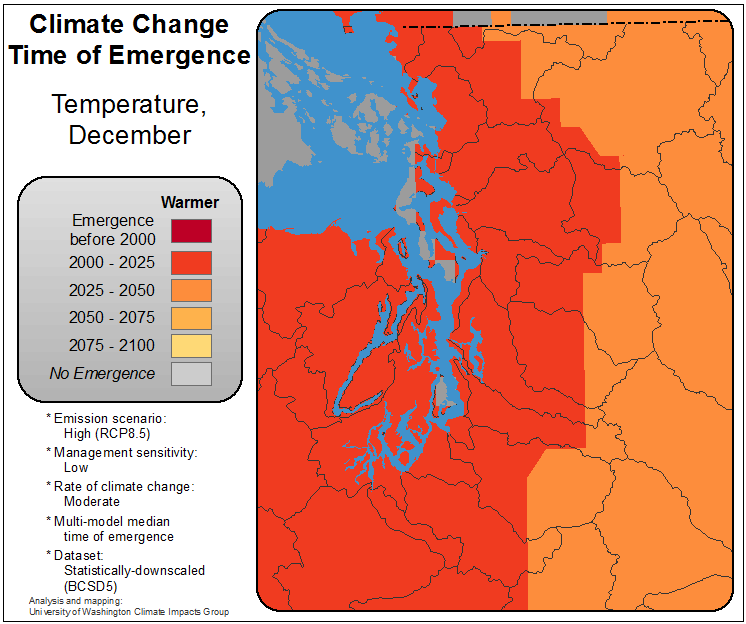 Climate Change
Time of Emergence
Temperature,
December
Warmer
Emergence
before 2000
2000 - 2025
2025 - 2050
2050 - 2075
2075 - 2100
No Emergence
* Emission scenario:
High (RCP8.5)
* Management sensitivity:
Low
* Rate of climate change:
Moderate
* Multi-model median
time of emergence
* Dataset:
Statistically-downscaled
(BCSD5)
Analysis and mapping:
University of Washington Climate Impacts Group